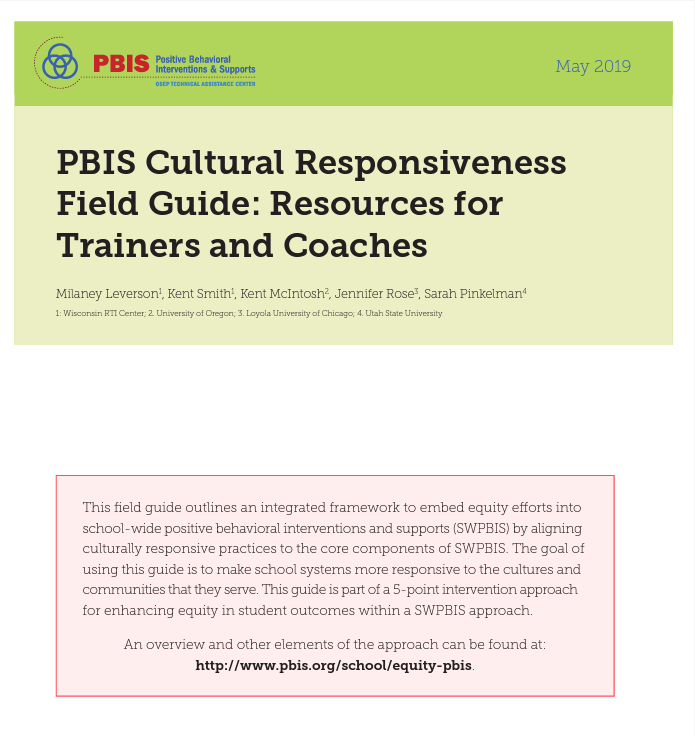 PBIS Positive Behavioral
Interventions & Supports
OSEP TECHNICAL ASSISTANCE CENTER
May 2019
PBIS Cultural Responsiveness
Field Guide: Resources for
Trainers and Coaches
Milaney Leverson1, Kent Smith1, Kent McIntosh2, Jennifer Rose3, Sarah Pinkelman4
1: Wisconsin RTI Center; 2. University of Oregon; 3. Loyola University of Chicago; 4. Utah State University
This field guide outlines an integrated framework to embed equity efforts into
school-wide positive behavioral interventions and supports (SWPBIS) by aligning
culturally responsive practices to the core components of SWPBIS. The goal of
using this guide is to make school systems more responsive to the cultures and
communities that they serve. This guide is part of a 5-point intervention approach
for enhancing equity in student outcomes within a SWPBIS approach.
An overview and other elements of the approach can be found at:
http://www.pbis.org/school/equity-pbis.